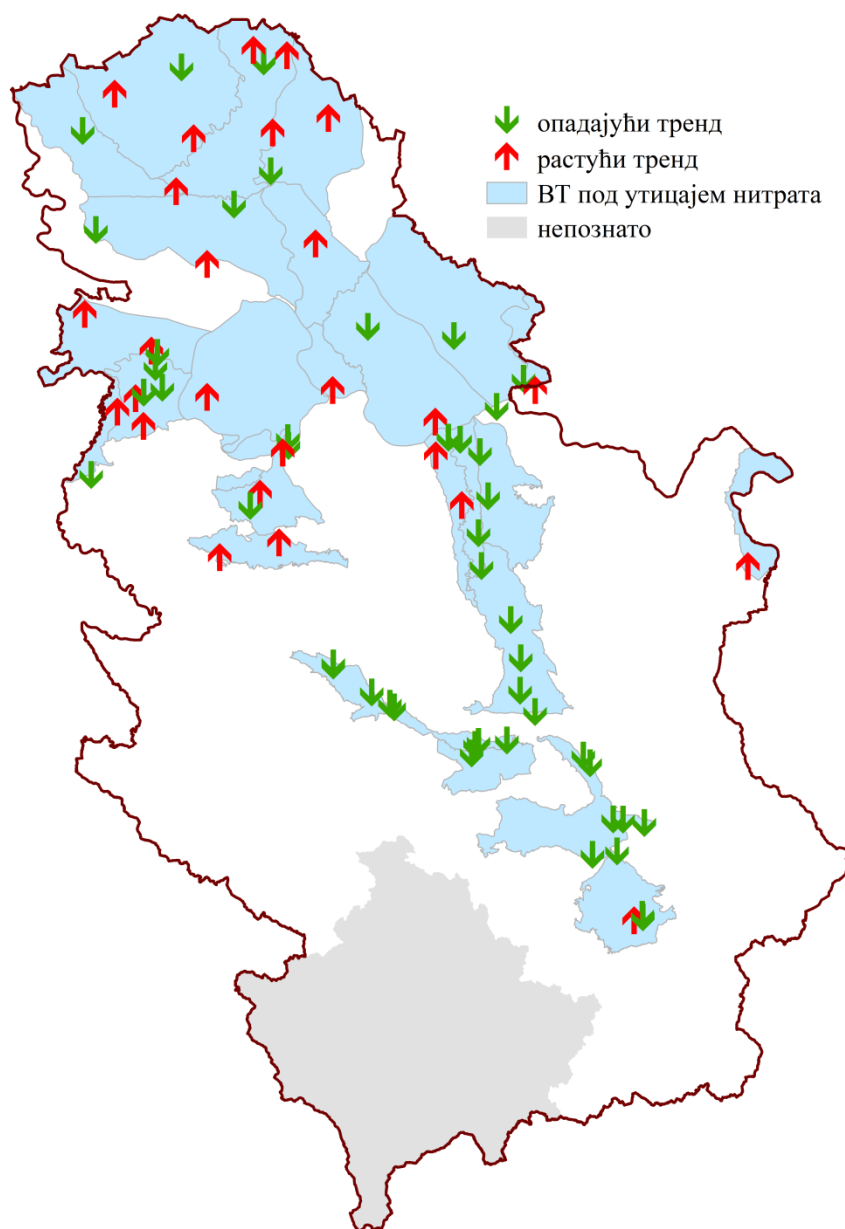 опадајући тренд
растући тренд
ВТ под утицајем нитрата
непознато